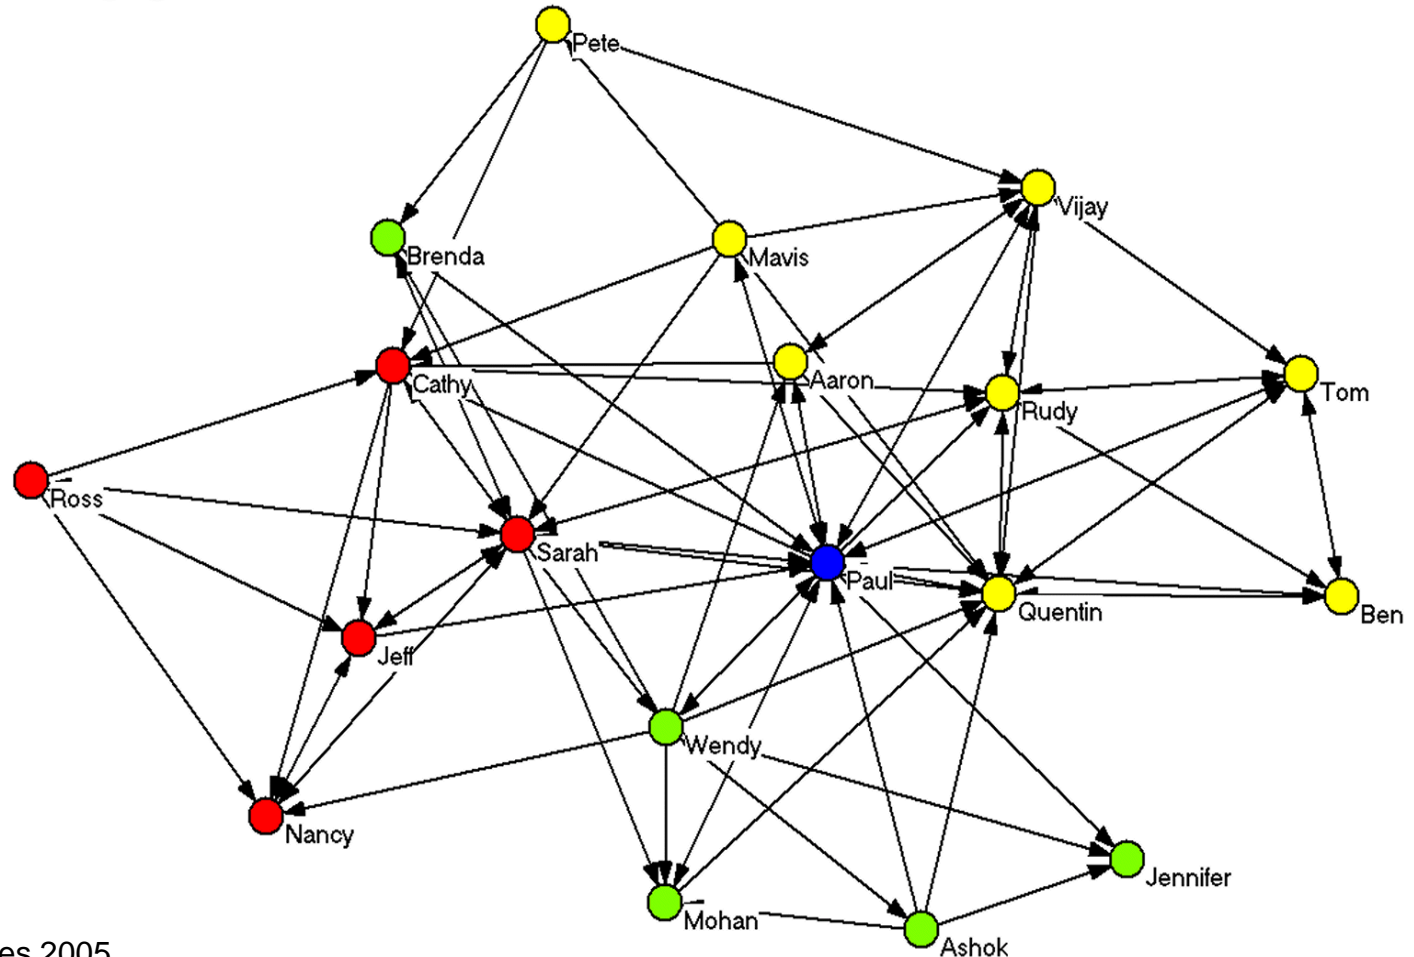 Pete
Vijay
Brenda
Mavis
Aaron
Cathy
Rudy
Tom
Ross
Sarah
Paul
Quentin
Ben
Jeff
Wendy
Nancy
Jennifer
Mohan
Ashok
es 2005